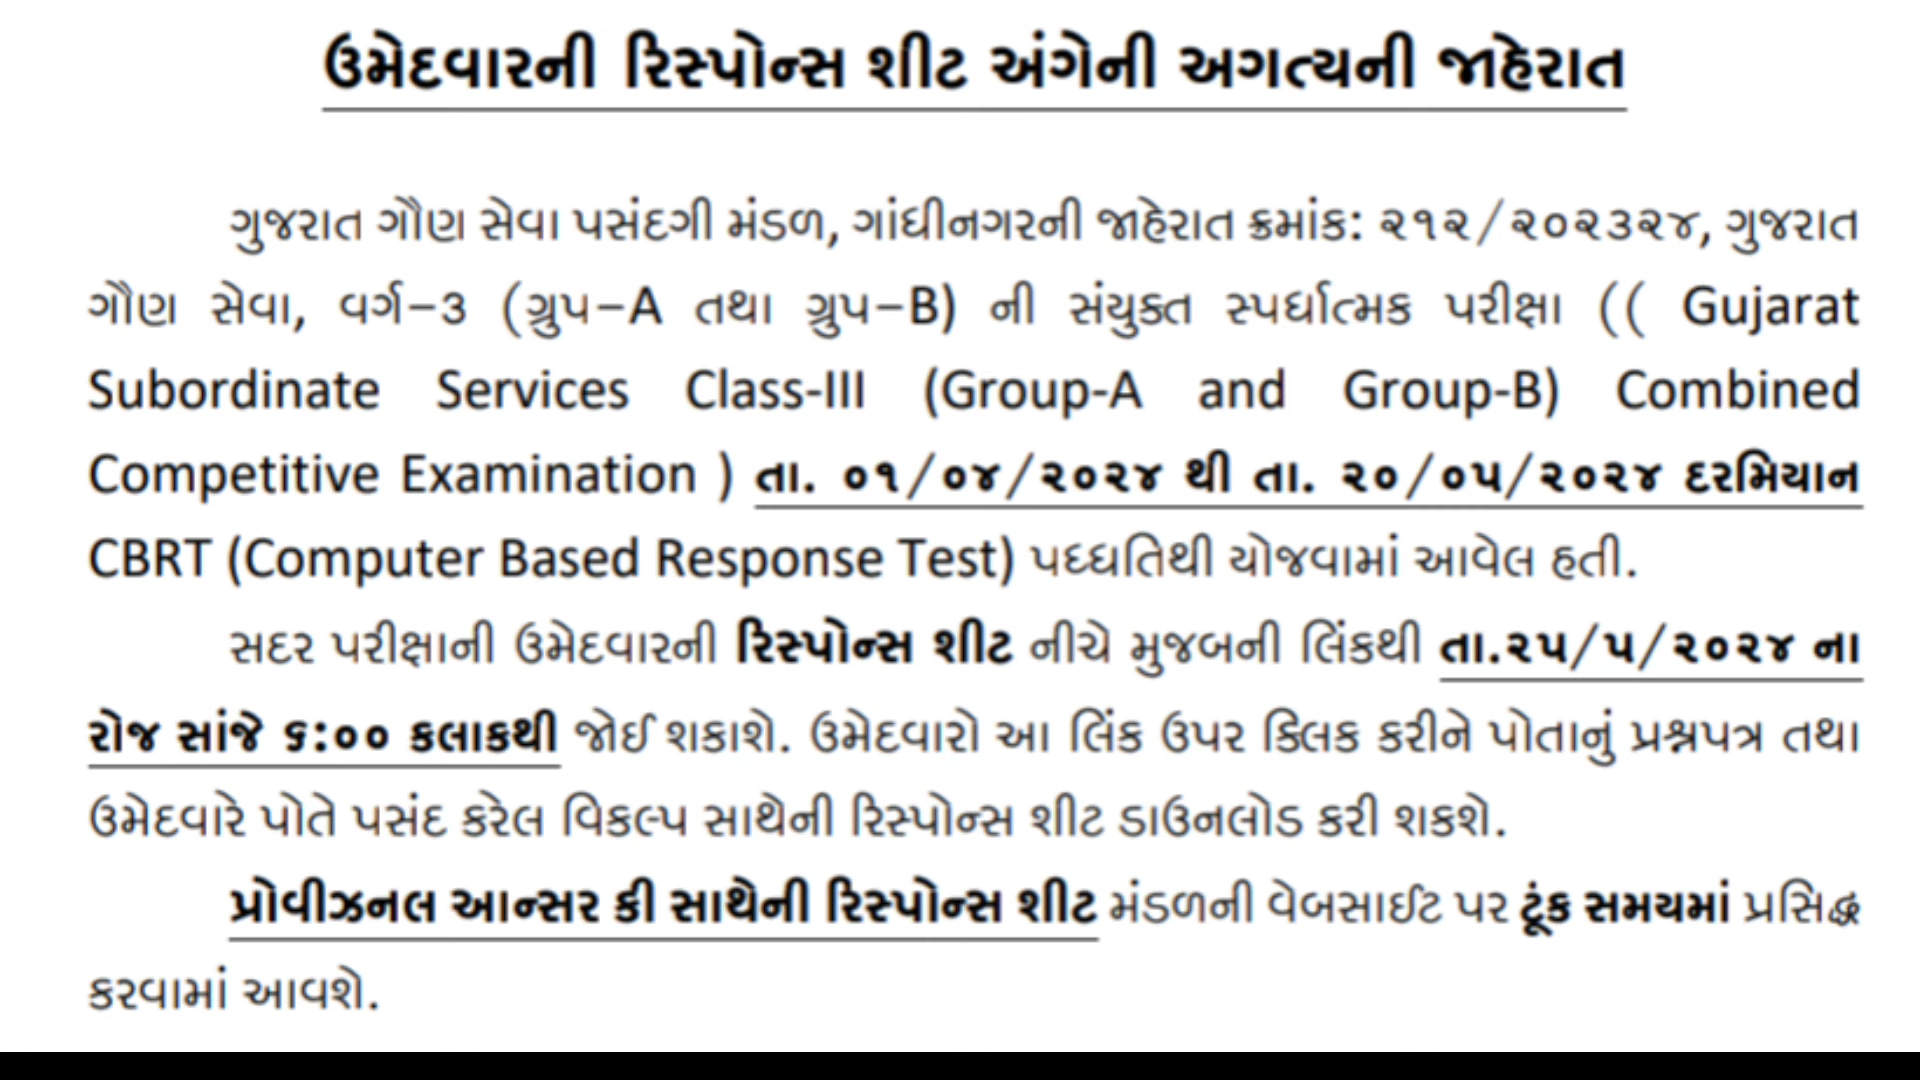 ઉમેદવારની રિસ્પોન્સ શીટ અંગેની અગત્યની જાહેરાત
ગુજરાત ગૌણ સેવા પસંદગી મંડળ, ગાંધીનગરની જાહેરાત ક્રમાંક: ૨૧૨/૨૦૨૩૨૪, ગુજરાત
ગૌણ સેવા, વર્ગ–૩ (ગ્રુપ–A તથા ગ્રુપ–B) ની સંયુક્ત સ્પર્ધાત્મક પરીક્ષા (( Gujarat
Subordinate Services Class-III (Group-A and Group-B) Combined
Competitive Examination ) તા. ૦૧/૦૪/૨૦૨૪ થી તા. ૨૦/૦૫/૨૦૨૪ દરમિયાન
CBRT (Computer Based Response Test) પધ્ધતિથી યોજવામાં આવેલ હતી.
સદર પરીક્ષાની ઉમેદવારની રિસ્પોન્સ શીટ નીચે મુજબની લિંકથી તા.૨૫/૫/૨૦૨૪ ના
રોજ સાંજે ૬:૦૦ કલાકથી જોઈ શકાશે. ઉમેદવારો આ લિંક ઉપર ક્લિક કરીને પોતાનું પ્રશ્નપત્ર તથા
ઉમેદવારે પોતે પસંદ કરેલ વિકલ્પ સાથેની રિસ્પોન્સ શીટ ડાઉનલોડ કરી શકશે.
પ્રોવીઝનલ આન્સર કી સાથેની રિસ્પોન્સ શીટ મંડળની વેબસાઈટ પર ટૂંક સમયમાં પ્રસિદ્ધ
કરવામાં આવશે.